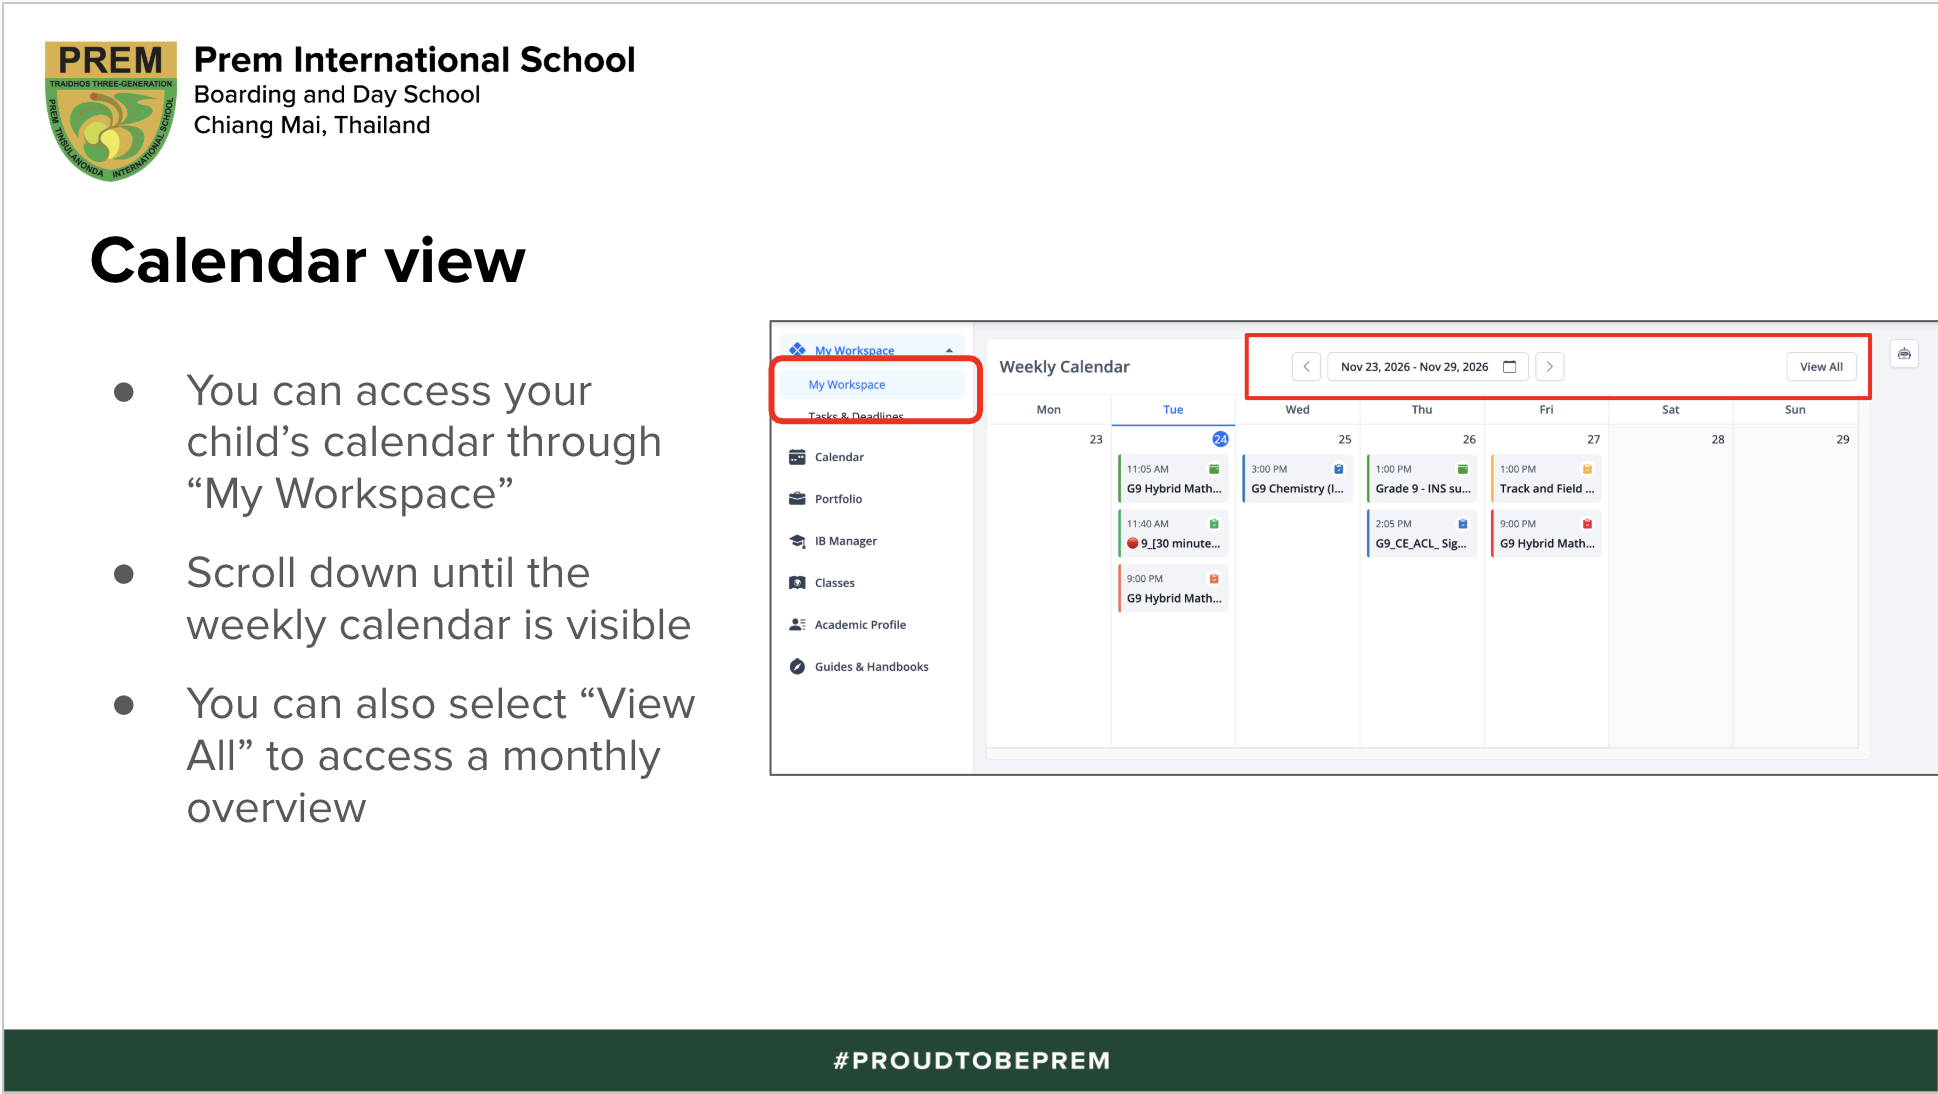 PREM
TRAIDHOS THREE-GENERATION
PREM TINSULANONDA INTERNATIONAL SCHOOL
Prem International School
Boarding and Day School
Chiang Mai, Thailand
Calendar view
● You can access your
child’s calendar through
“My Workspace”
● Scroll down until the
weekly calendar is visible
● You can also select “View
All” to access a monthly
overview
My Workspace
My Workspace
Tasks & Deadlines
Calendar
Portfolio
IB Manager
Classes
Academic Profile
Guides & Handbooks
Weekly Calendar
Nov 23, 2026 - Nov 29, 2026
View All
Mon Tue Wed Thu Fri Sat Sun
23 24 25 26 27 28 29
11:05 AM
G9 Hybrid Math...
11:40 AM
9_[30 minute...
9:00 PM
G9 Hybrid Math...
3:00 PM
G9 Chemistry (I...
1:00 PM
Grade 9 - INS su...
2:05 PM
G9_CE_ACL_ Sig...
1:00 PM
Track and Field ...
9:00 PM
G9 Hybrid Math...
#PROUDTOBEPREM